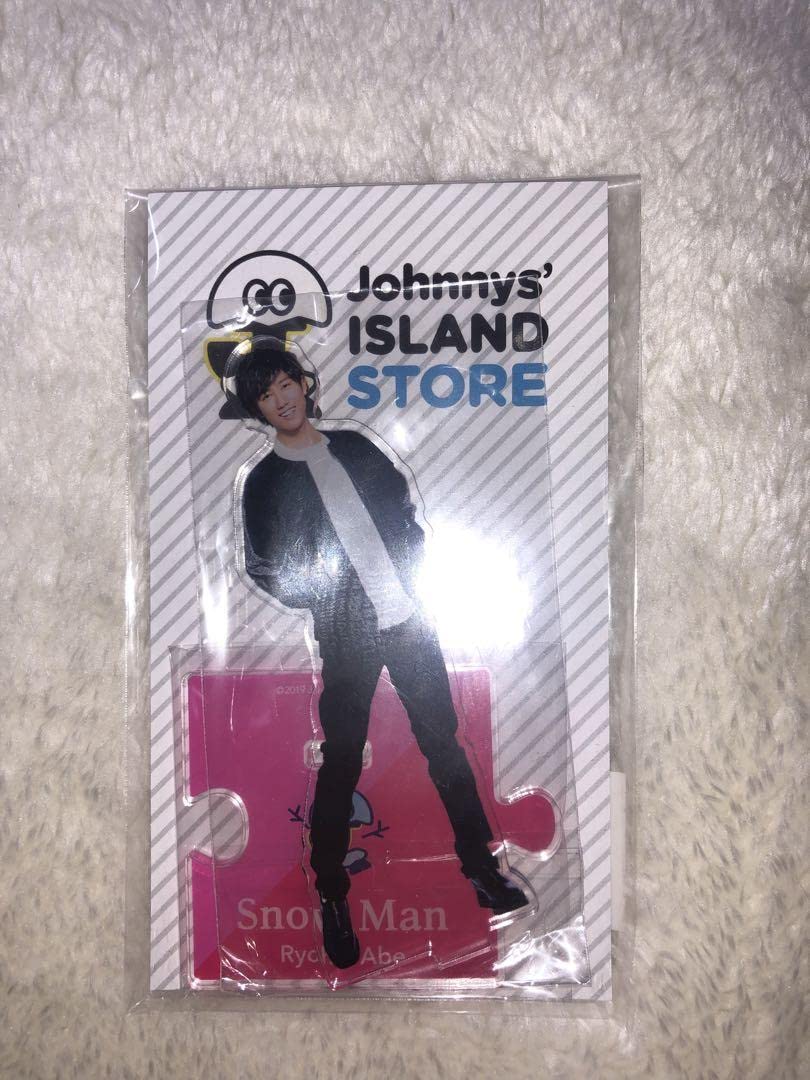 Johnnys'
ISLAND
STORE
©2019 J
Snow Man
Abe